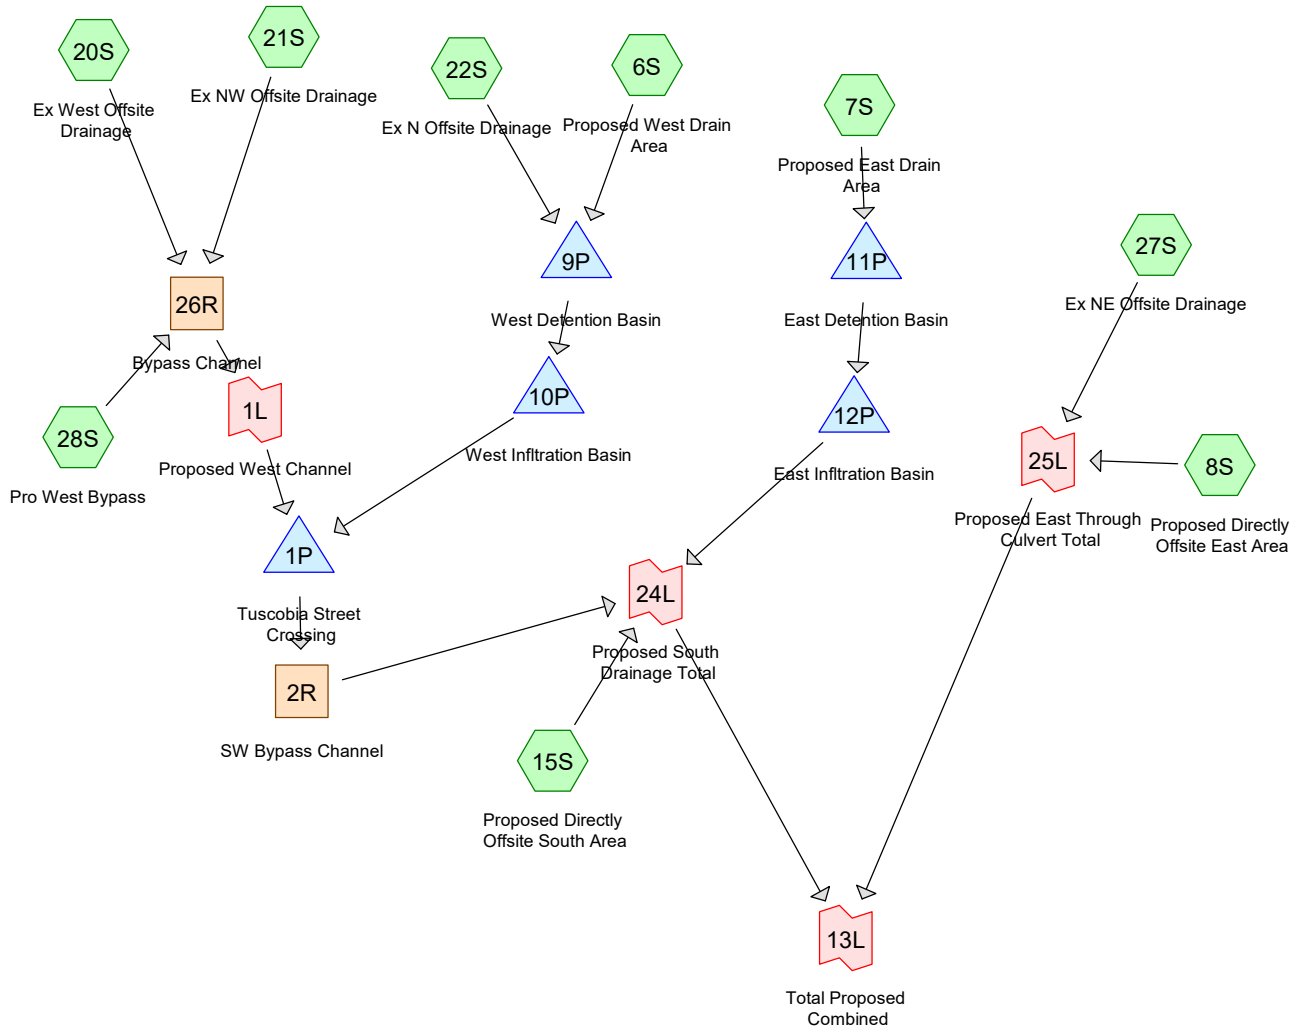 20S
Ex West Offsite
Drainage
21S
Ex NW Offsite Drainage
22S
Ex N Offsite Drainage
6S
Proposed West Drain
Area
7S
Proposed East Drain
Area
27S
Ex NE Offsite Drainage
26R
Bypass Channel
9P
West Detention Basin
11P
East Detention Basin
28S
Pro West Bypass
1L
Proposed West Channel
10P
West Infltration Basin
12P
East Infltration Basin
25L
Proposed East Through
Culvert Total
8S
Proposed Directly
Offsite East Area
1P
Tuscobia Street
Crossing
24L
Proposed South
Drainage Total
2R
SW Bypass Channel
15S
Proposed Directly
Offsite South Area
13L
Total Proposed
Combined